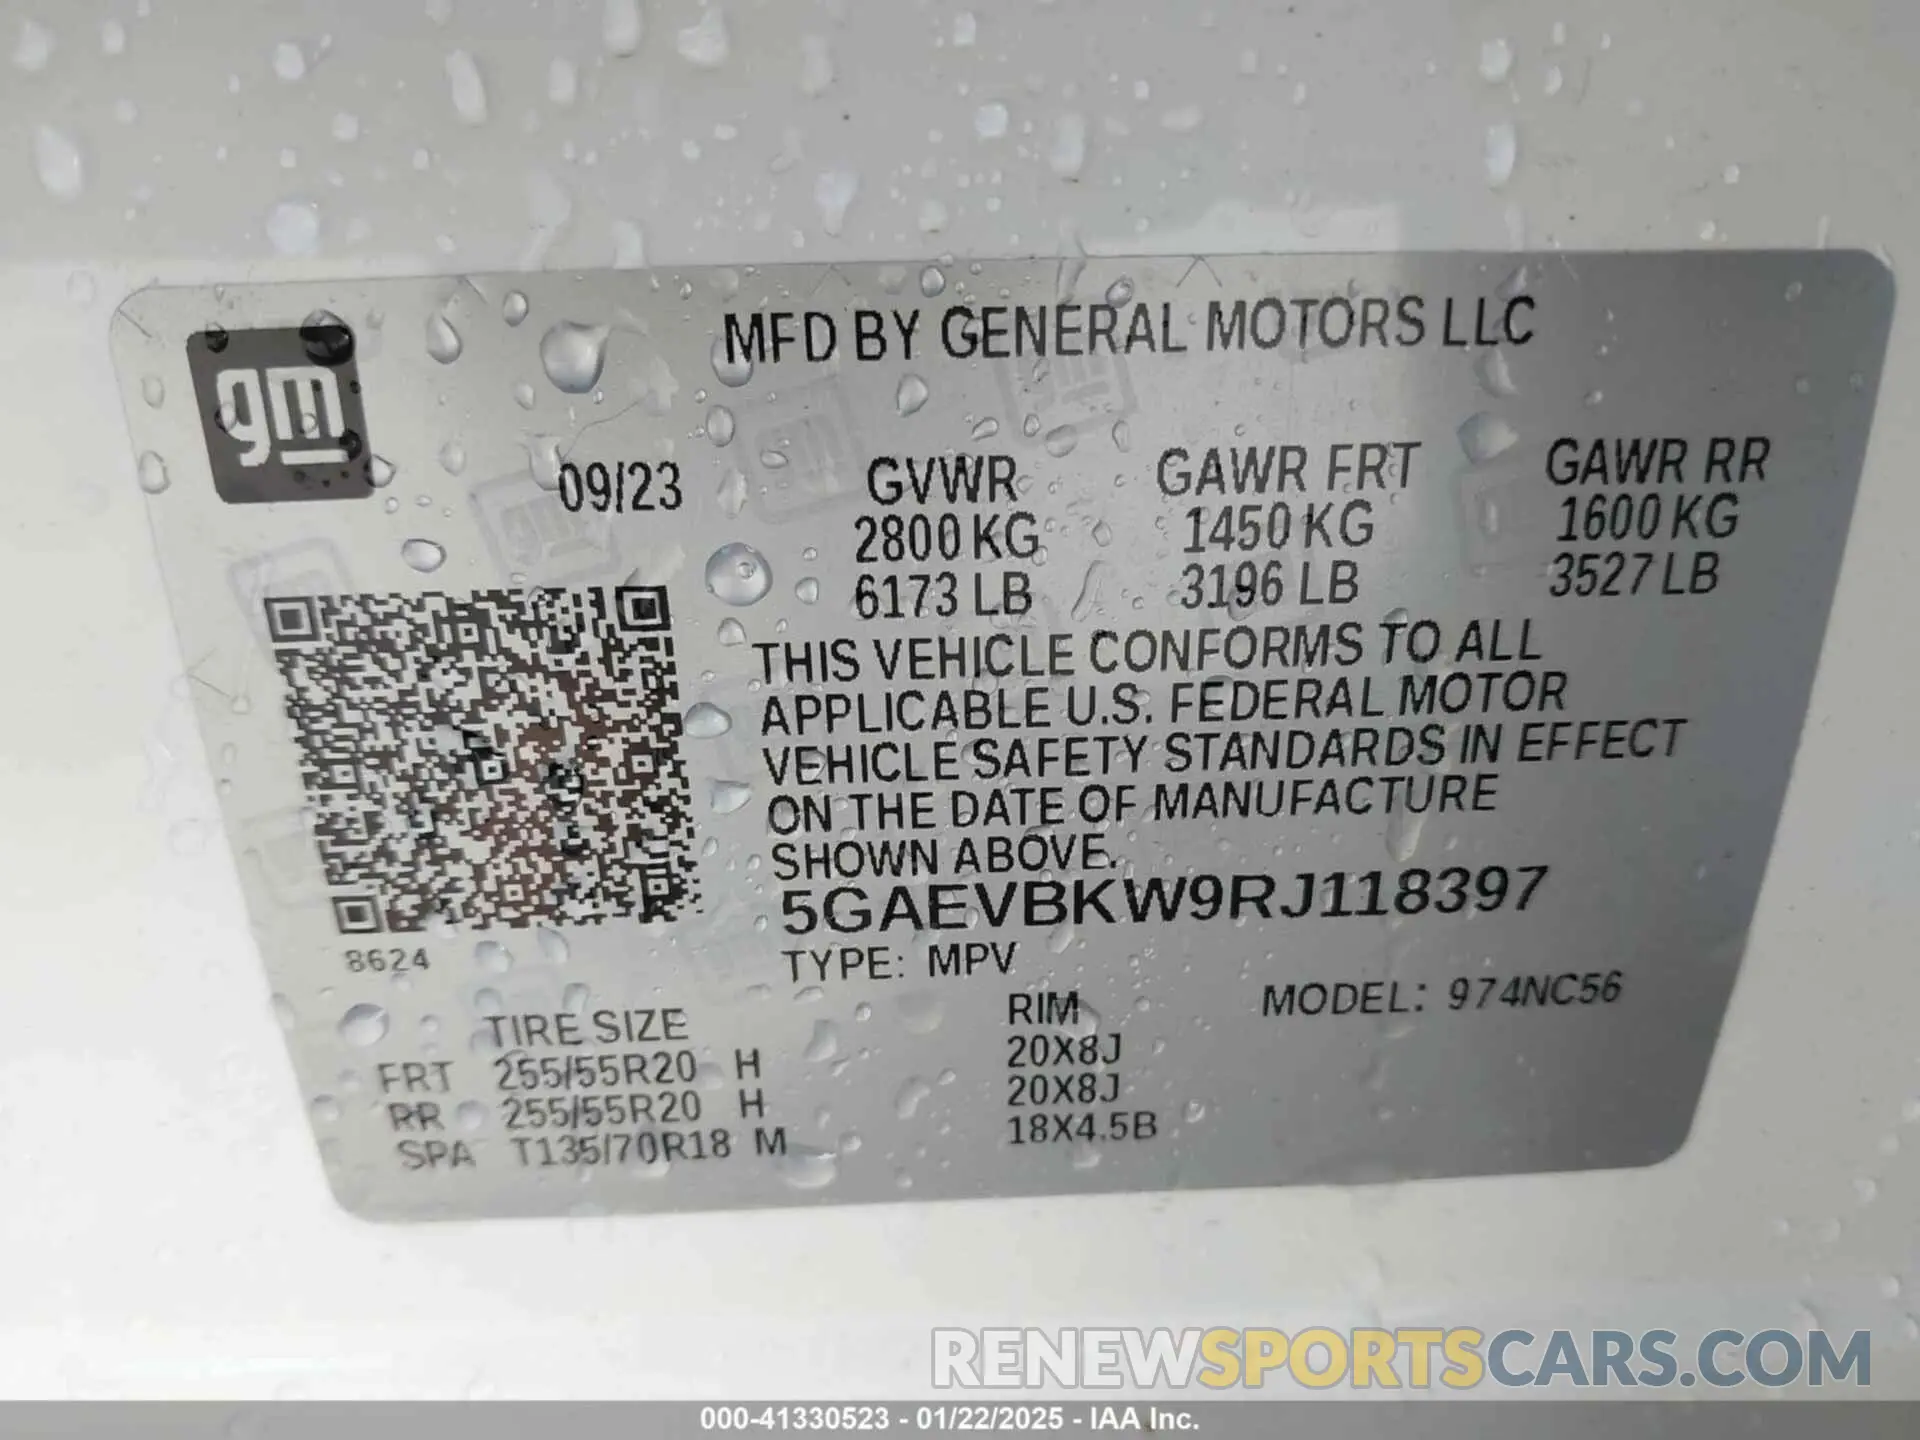 gm
MFD BY GENERAL MOTORS LLC
09/23 GVWR GAWR FRT GAWR RR
2800 KG 1450 KG 1600 KG
6173 LB 3196 LB 3527 LB
THIS VEHICLE CONFORMS TO ALL
APPLICABLE U.S. FEDERAL MOTOR
VEHICLE SAFETY STANDARDS IN EFFECT
ON THE DATE OF MANUFACTURE
SHOWN ABOVE.
5GAEVBKW9RJ118397
8624
TYPE: MPV MODEL: 974NC56
TIRE SIZE RIM
FRT 255/55R20 H 20X8J
RR 255/55R20 H 20X8J
SPA T135/70R18 M 18X4.5B
RENEWSPORTSCARS.COM
000-41330523 - 01/22/2025 - IAA Inc.